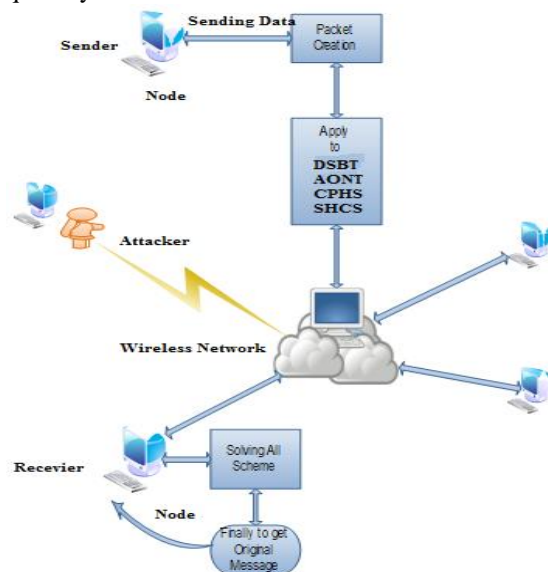 Sending Data
Packet
Creation
Sender
Node
Apply
to
DSBT
AONT
CPHS
SHCS
Attacker
Wireless Network
Solving All
Scheme
Recevier
Node
Finally to get
Original
Message